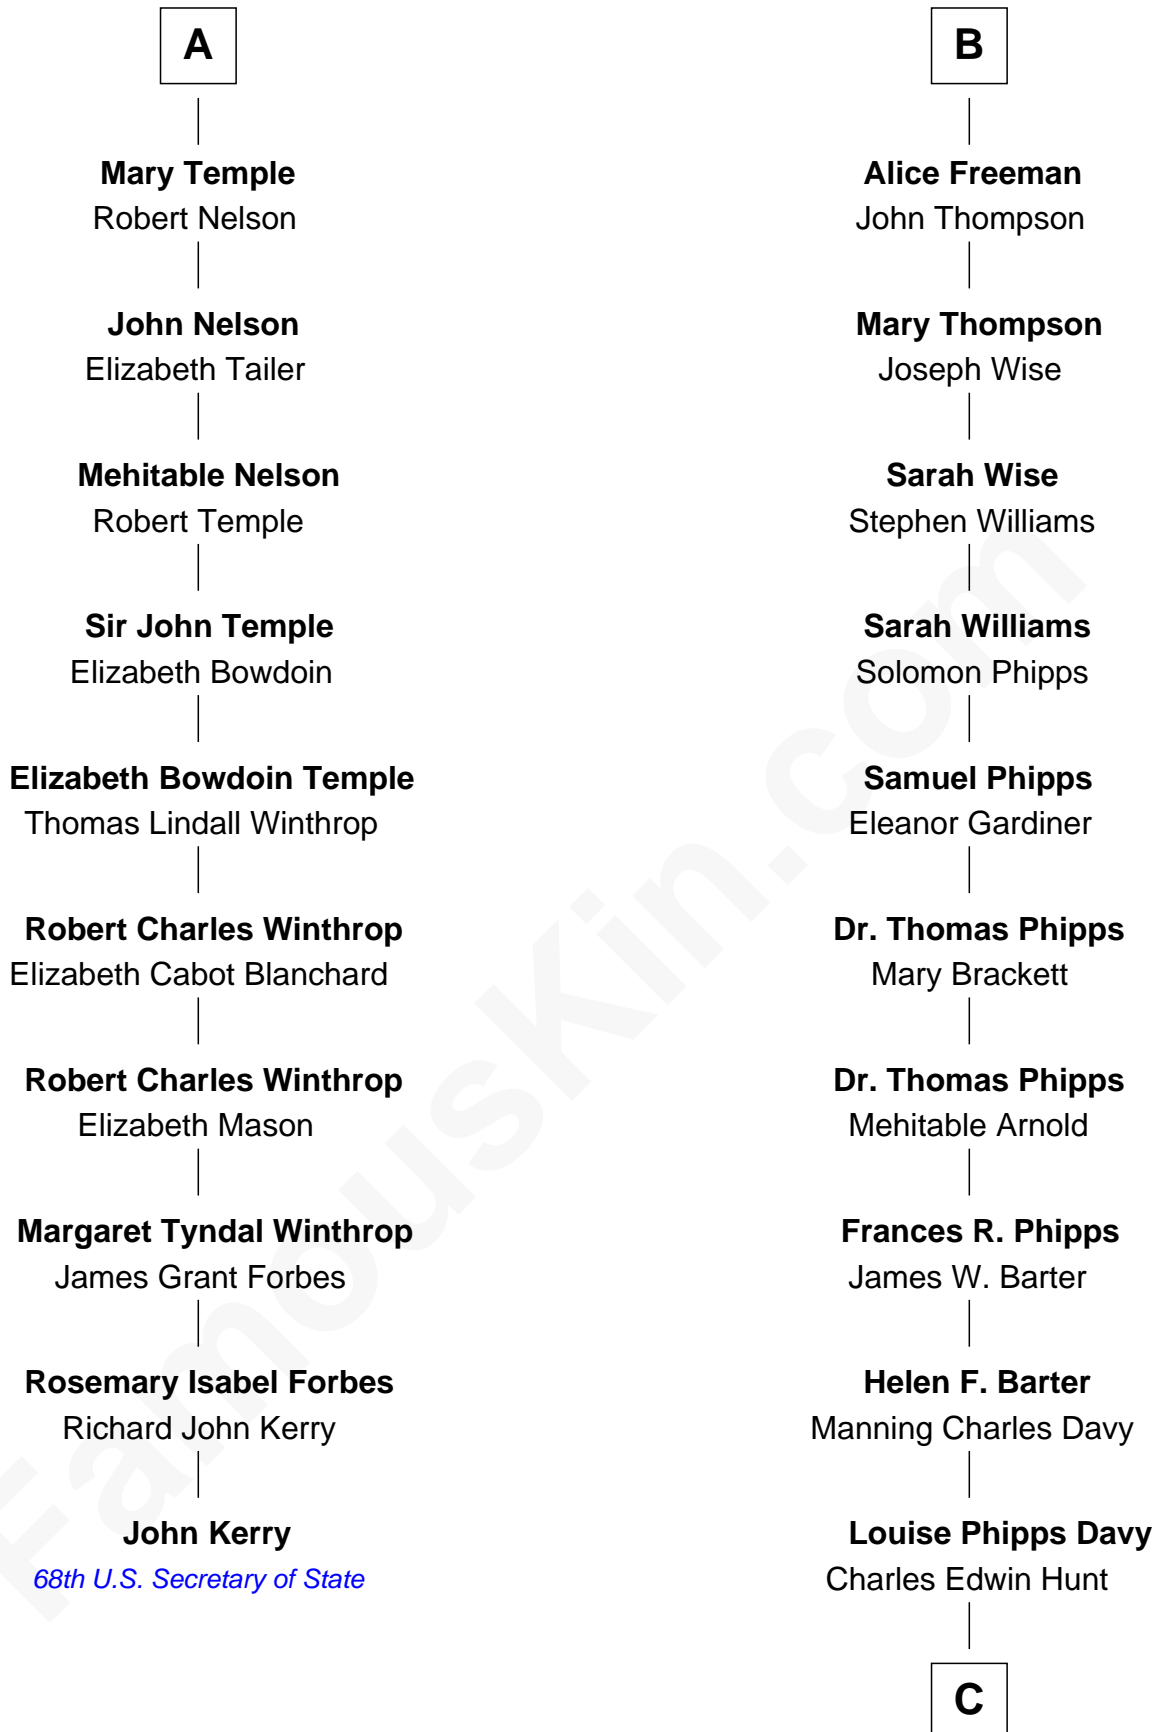 A
Mary Temple
Robert Nelson
John Nelson
Elizabeth Tailer
Mehitable Nelson
Robert Temple
Sir John Temple
Elizabeth Bowdoin
Elizabeth Bowdoin Temple
Thomas Lindall Winthrop
Robert Charles Winthrop
Elizabeth Cabot Blanchard
Robert Charles Winthrop
Elizabeth Mason
Margaret Tyndal Winthrop
James Grant Forbes
Rosemary Isabel Forbes
Richard John Kerry
John Kerry
68th U.S. Secretary of State
B
Alice Freeman
John Thompson
Mary Thompson
Joseph Wise
Sarah Wise
Stephen Williams
Sarah Williams
Solomon Phipps
Samuel Phipps
Eleanor Gardiner
Dr. Thomas Phipps
Mary Brackett
Dr. Thomas Phipps
Mehitable Arnold
Frances R. Phipps
James W. Barter
Helen F. Barter
Manning Charles Davy
Louise Phipps Davy
Charles Edwin Hunt
C
FamousKin.com